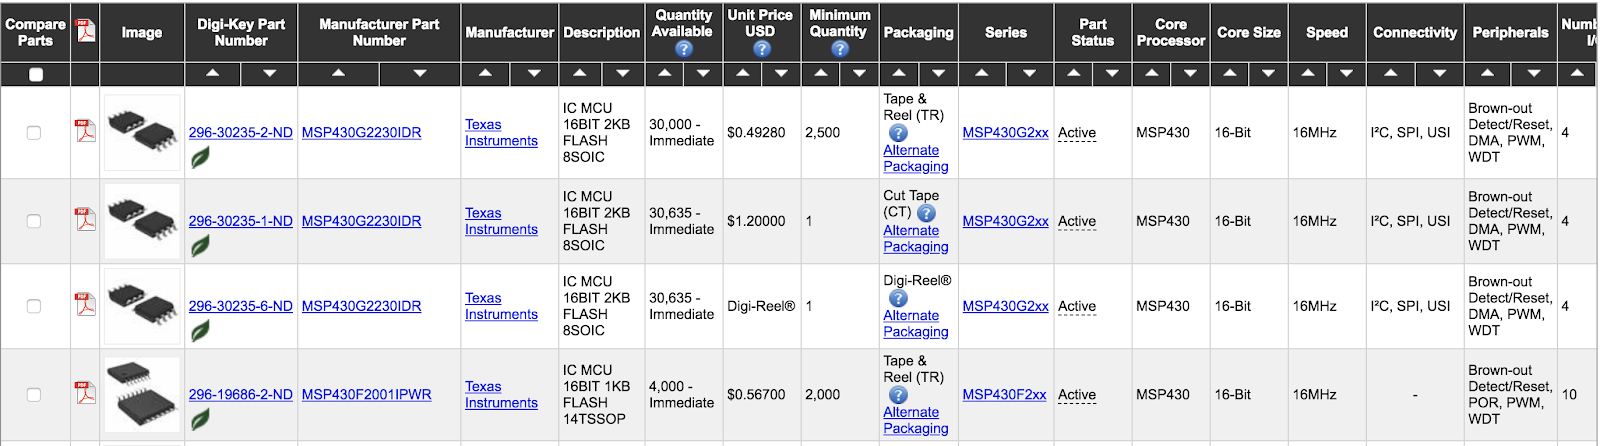 Compare Parts
PDF
Image
Digi-Key Part Number
Manufacturer Part Number
Manufacturer
Description
Quantity Available ?
Unit Price USD ?
Minimum Quantity ?
Packaging
Series
Part Status
Core Processor
Core Size
Speed
Connectivity
Peripherals
Numb
I/
PDF
296-30235-2-ND
MSP430G2230IDR
Texas
Instruments
IC MCU
16BIT 2KB
FLASH
8SOIC
30,000 -
Immediate
$0.49280
2,500
Tape &
Reel (TR)
?
Alternate
Packaging
MSP430G2xx
Active
MSP430
16-Bit
16MHz
I²C, SPI, USI
Brown-out
Detect/Reset,
DMA, PWM,
WDT
4
PDF
296-30235-1-ND
MSP430G2230IDR
Texas
Instruments
IC MCU
16BIT 2KB
FLASH
8SOIC
30,635 -
Immediate
$1.20000
1
Cut Tape
(CT) ?
Alternate
Packaging
MSP430G2xx
Active
MSP430
16-Bit
16MHz
I²C, SPI, USI
Brown-out
Detect/Reset,
DMA, PWM,
WDT
4
PDF
296-30235-6-ND
MSP430G2230IDR
Texas
Instruments
IC MCU
16BIT 2KB
FLASH
8SOIC
30,635 -
Immediate
Digi-Reel®
1
Digi-Reel®
?
Alternate
Packaging
MSP430G2xx
Active
MSP430
16-Bit
16MHz
I²C, SPI, USI
Brown-out
Detect/Reset,
DMA, PWM,
WDT
4
PDF
296-19686-2-ND
MSP430F2001IPWR
Texas
Instruments
IC MCU
16BIT 1KB
FLASH
14TSSOP
4,000 -
Immediate
$0.56700
2,000
Tape &
Reel (TR)
?
Alternate
Packaging
MSP430F2xx
Active
MSP430
16-Bit
16MHz
-
Brown-out
Detect/Reset,
POR, PWM,
WDT
10